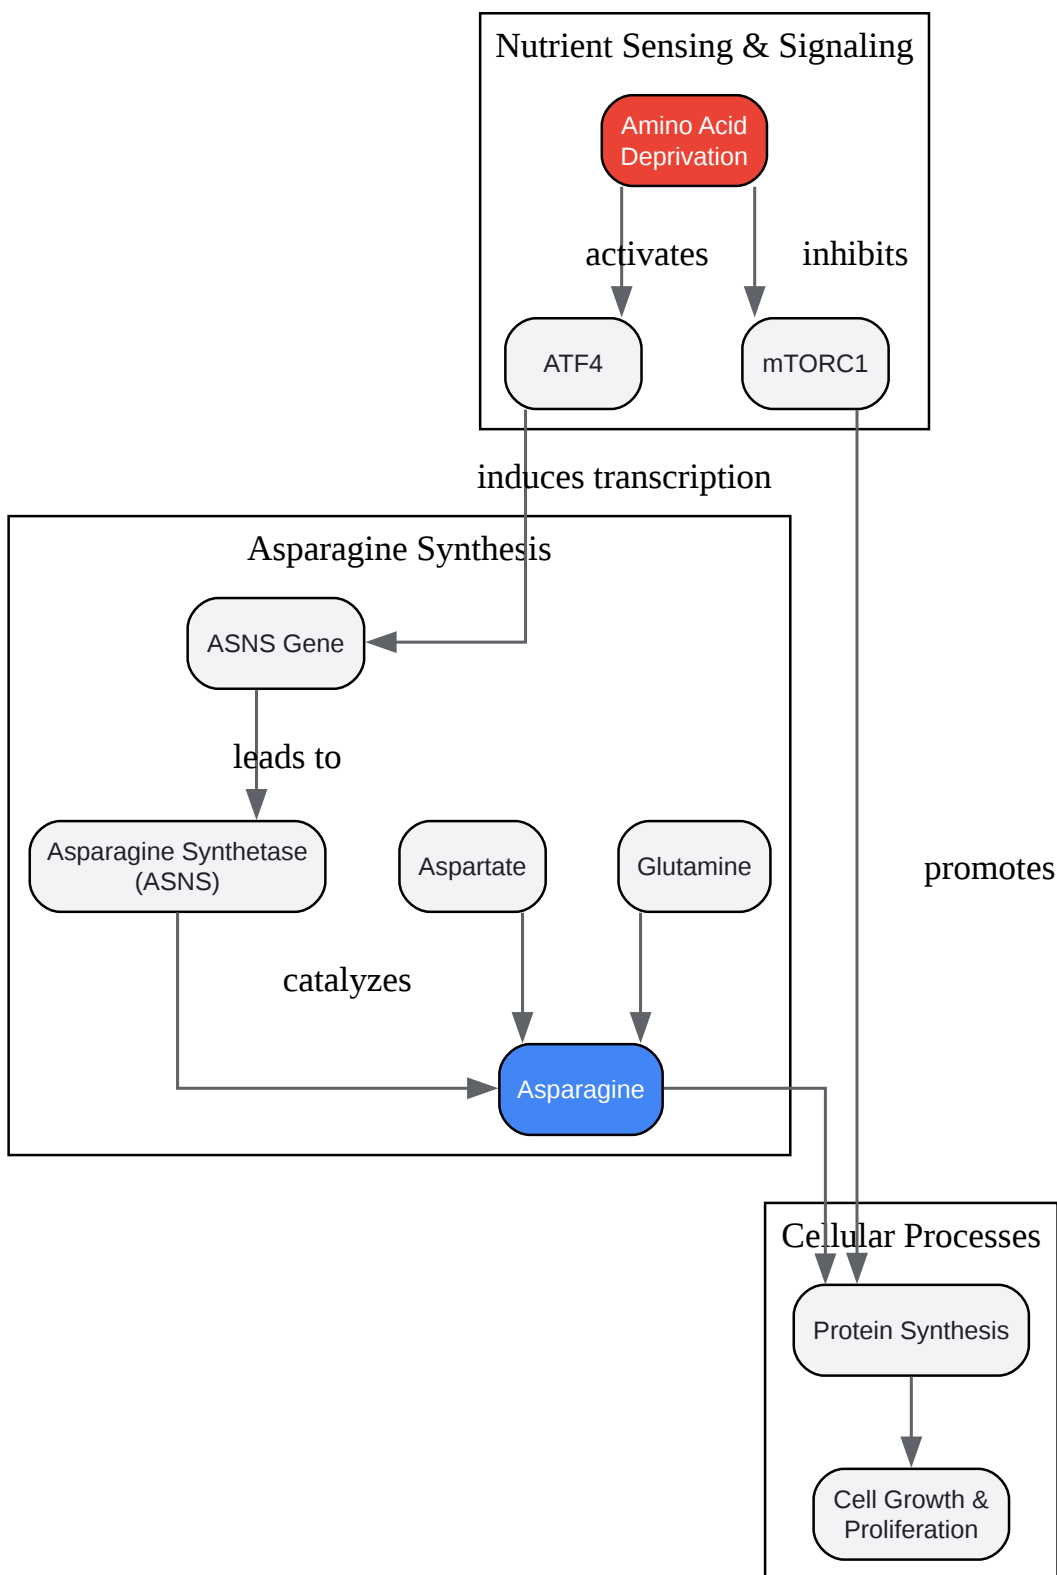 Nutrient Sensing & Signaling
Amino Acid
Deprivation
activates
inhibits
ATF4
mTORC1
induces transcription
Asparagine Synthesis
ASNS Gene
leads to
Asparagine Synthetase
(ASNS)
Aspartate
Glutamine
promotes
catalyzes
Asparagine
Cellular Processes
Protein Synthesis
Cell Growth &
Proliferation